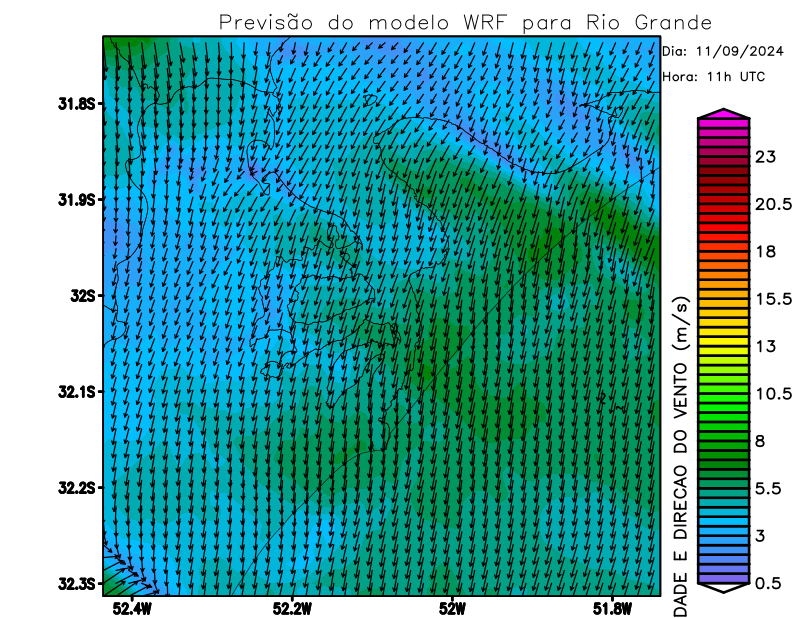 Previsão do modelo WRF para Rio Grande
Dia: 11/09/2024
Hora: 11h UTC
31.8S
31.9S
32S
32.1S
32.2S
32.3S
52.4W
52.2W
52W
51.8W
23
20.5
18
15.5
13
10.5
8
5.5
3
0.5
DADE E DIRECAO DO VENTO (m/s)